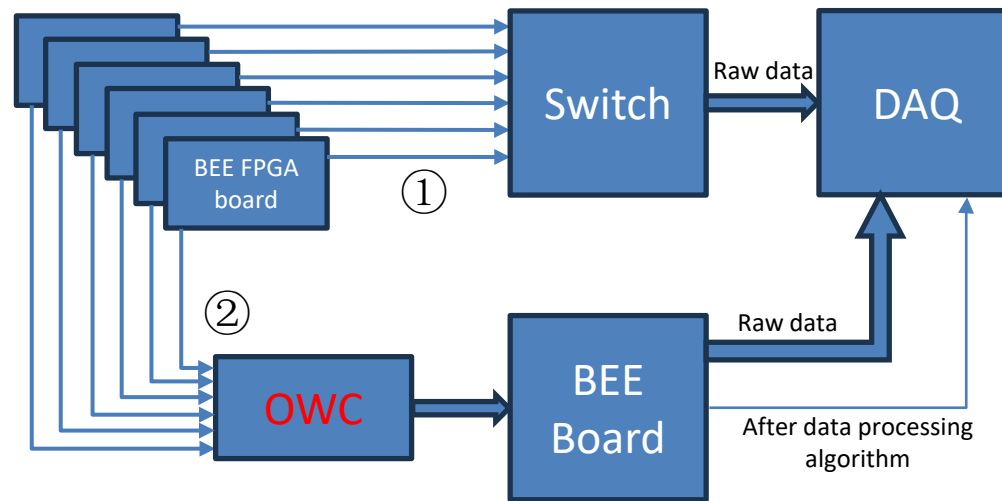 Raw data
Switch
DAQ
BEE FPGA
board
①
②
Raw data
OWC
BEE
Board
After data processing
algorithm